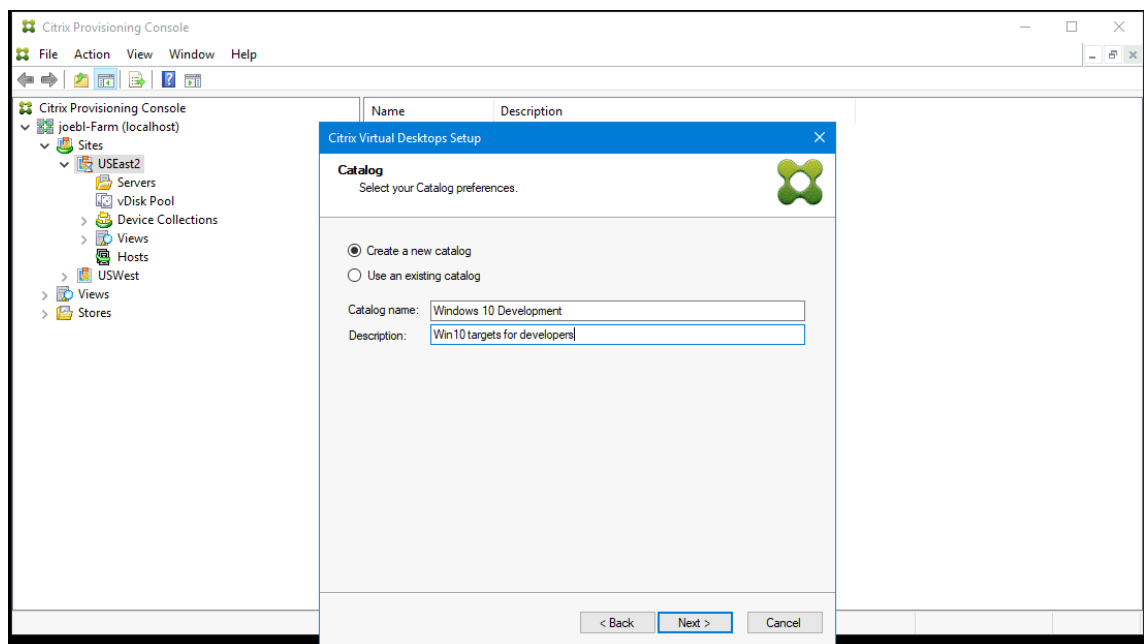 Citrix Provisioning Console
File Action View Window Help
Citrix Provisioning Console
joebl-Farm (localhost)
Sites
USEast2
Servers
vDisk Pool
Device Collections
Views
Hosts
USWest
Views
Stores
Name Description
Citrix Virtual Desktops Setup
Catalog
Select your Catalog preferences.
Create a new catalog
Use an existing catalog
Catalog name: Windows 10 Development
Description: Win10 targets for developers
< Back Next > Cancel